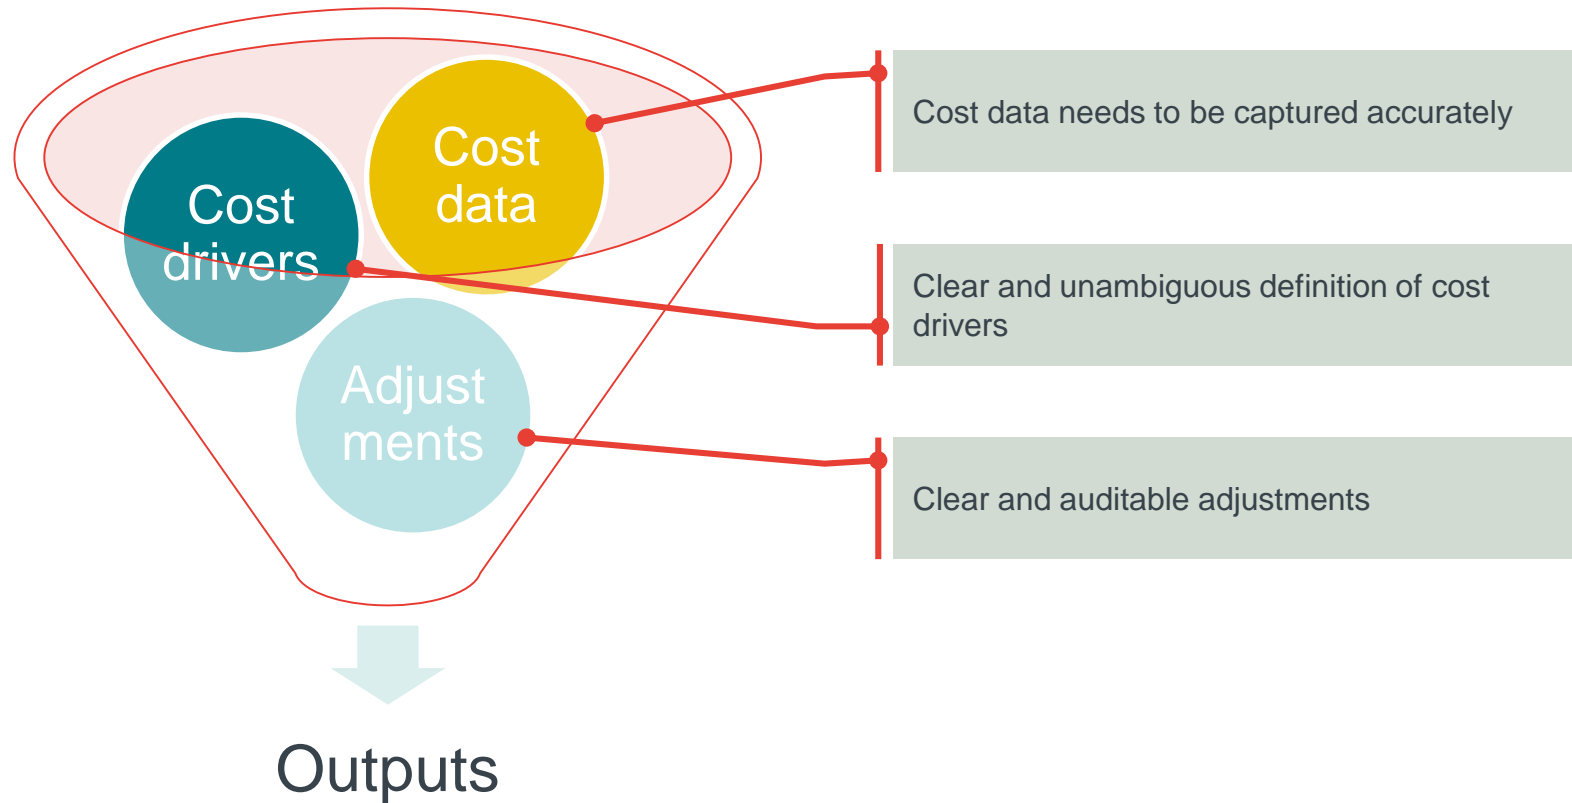 Cost
data
Cost
drivers
Adjust
ments
Outputs
Cost data needs to be captured accurately
Clear and unambiguous definition of cost
drivers
Clear and auditable adjustments